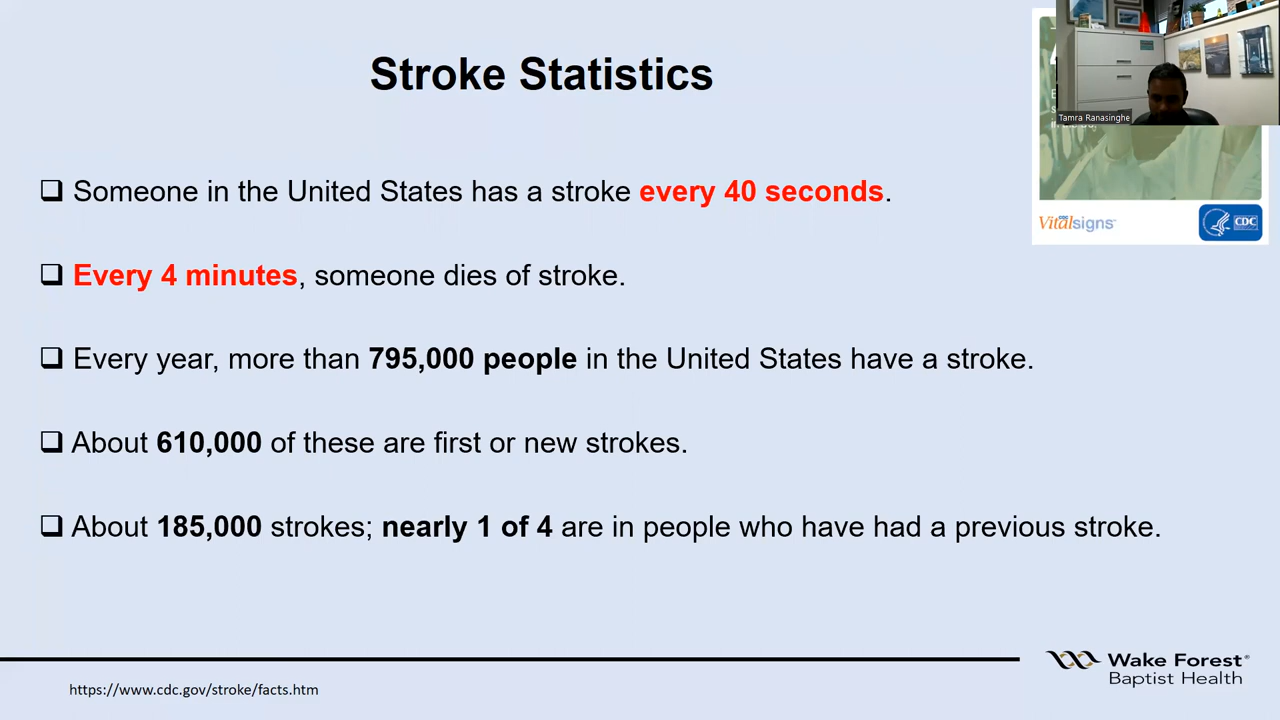 Stroke Statistics
Tamra Ranasinghe
❑ Someone in the United States has a stroke every 40 seconds.
Vitalsigns
CDC
❑ Every 4 minutes, someone dies of stroke.
❑ Every year, more than 795,000 people in the United States have a stroke.
❑ About 610,000 of these are first or new strokes.
❑ About 185,000 strokes; nearly 1 of 4 are in people who have had a previous stroke.
Wake Forest®
Baptist Health
https://www.cdc.gov/stroke/facts.htm